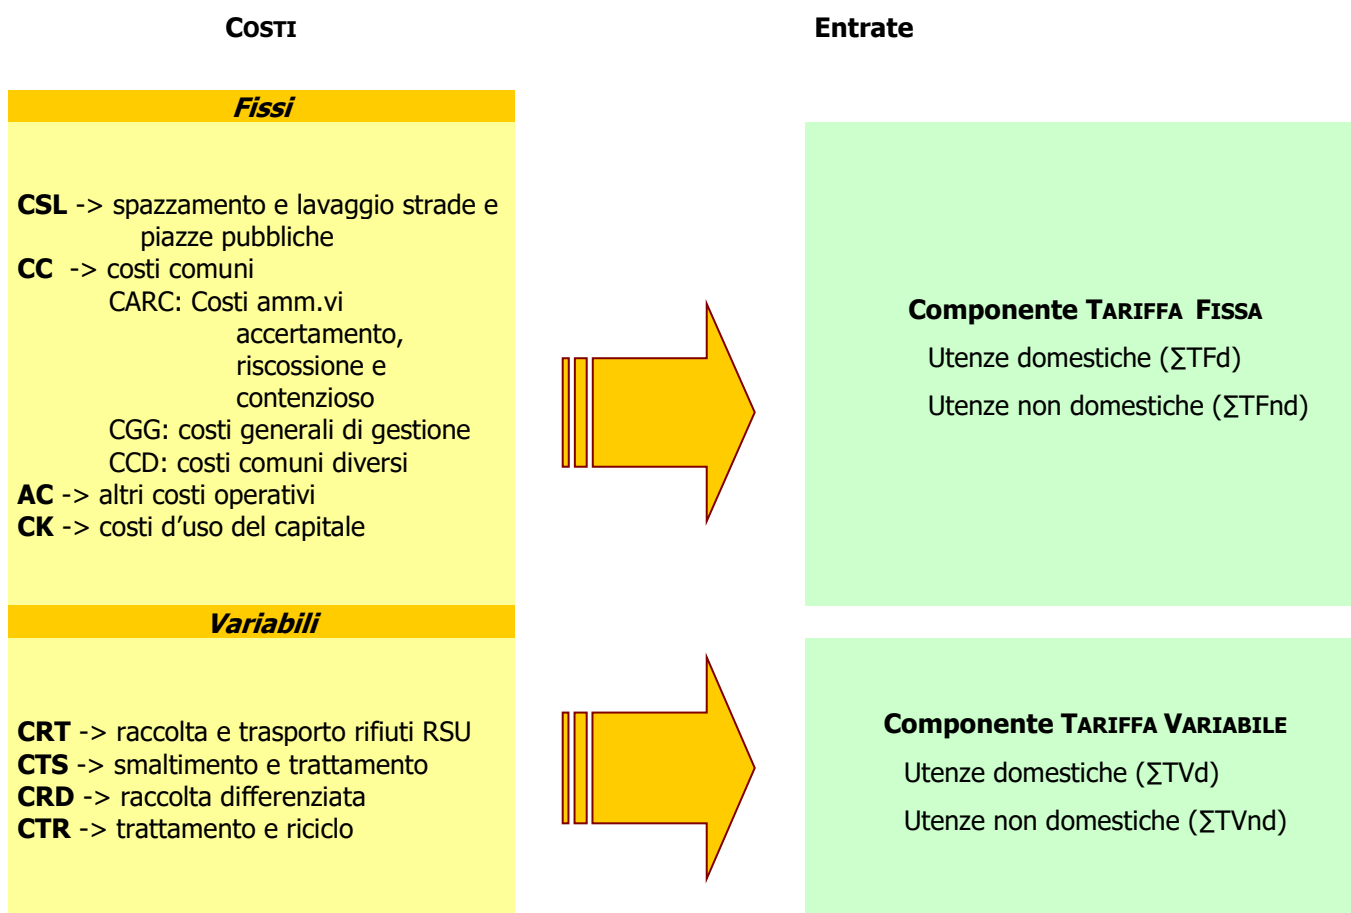 COSTI
Entrate
Fissi
CSL -> spazzamento e lavaggio strade e
piazze pubbliche
CC -> costi comuni
CARC: Costi amm.vi
accertamento,
riscossione e
contenzioso
CGG: costi generali di gestione
CCD: costi comuni diversi
AC -> altri costi operativi
CK -> costi d’uso del capitale
Componente TARIFFA FISSA
Utenze domestiche (∑TFd)
Utenze non domestiche (∑TFnd)
Variabili
CRT -> raccolta e trasporto rifiuti RSU
CTS -> smaltimento e trattamento
CRD -> raccolta differenziata
CTR -> trattamento e riciclo
Componente TARIFFA VARIABILE
Utenze domestiche (∑TVd)
Utenze non domestiche (∑TVnd)